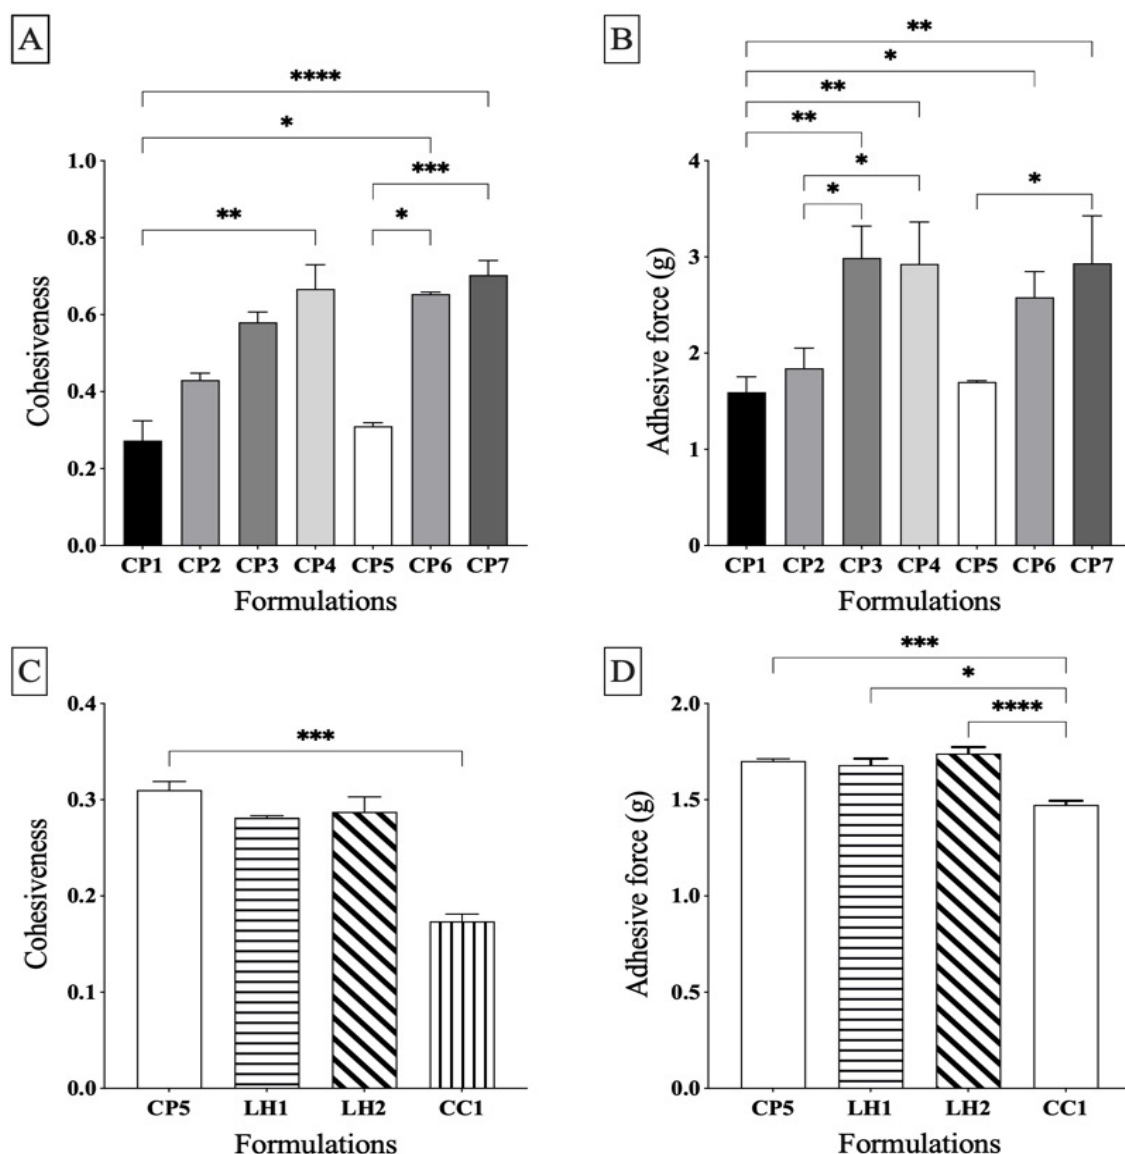 A
****
*
***
**
*
1.0
0.8
0.6
0.4
0.2
0.0
Cohesiveness
CP1 CP2 CP3 CP4 CP5 CP6 CP7
Formulations
B
**
*
**
**
*
*
*
4
3
2
1
0
Adhesive force (g)
CP1 CP2 CP3 CP4 CP5 CP6 CP7
Formulations
C
***
0.4
0.3
0.2
0.1
0.0
Cohesiveness
CP5 LH1 LH2 CC1
Formulations
D
***
*
****
2.0
1.5
1.0
0.5
0.0
Adhesive force (g)
CP5 LH1 LH2 CC1
Formulations